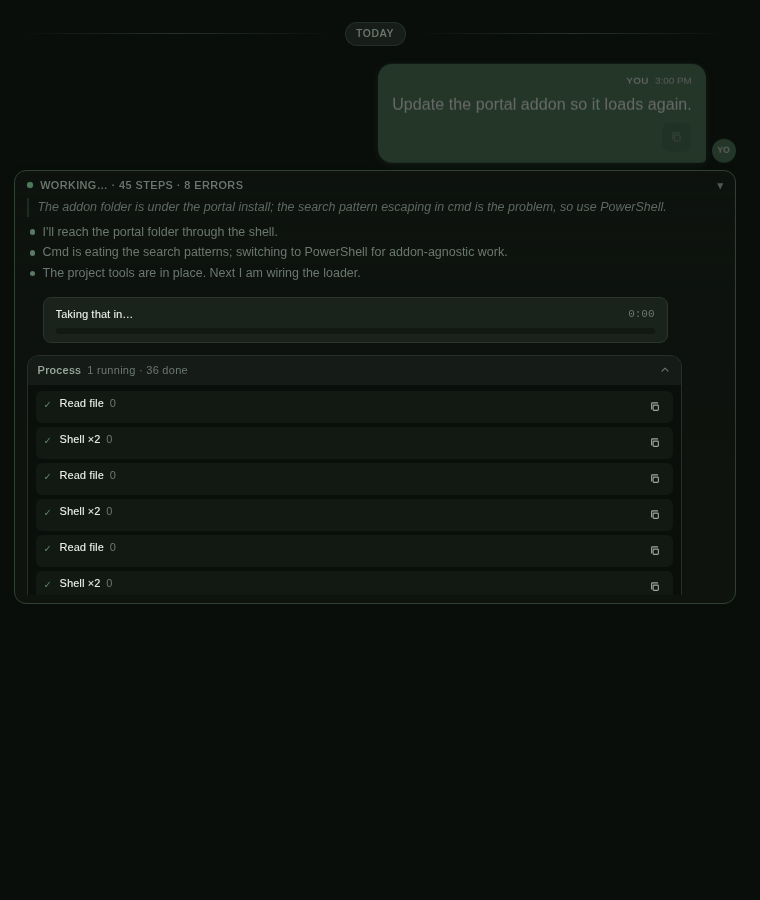 TODAY
YOU 3:00 PM
Update the portal addon so it loads again.
YO
WORKING... · 45 STEPS · 8 ERRORS ▾
The addon folder is under the portal install; the search pattern escaping in cmd is the problem, so use PowerShell.
I'll reach the portal folder through the shell.
Cmd is eating the search patterns; switching to PowerShell for addon-agnostic work.
The project tools are in place. Next I am wiring the loader.
Taking that in... 0:00
Process 1 running · 36 done
✓ Read file 0
✓ Shell ×2 0
✓ Read file 0
✓ Shell ×2 0
✓ Read file 0
✓ Shell ×2 0